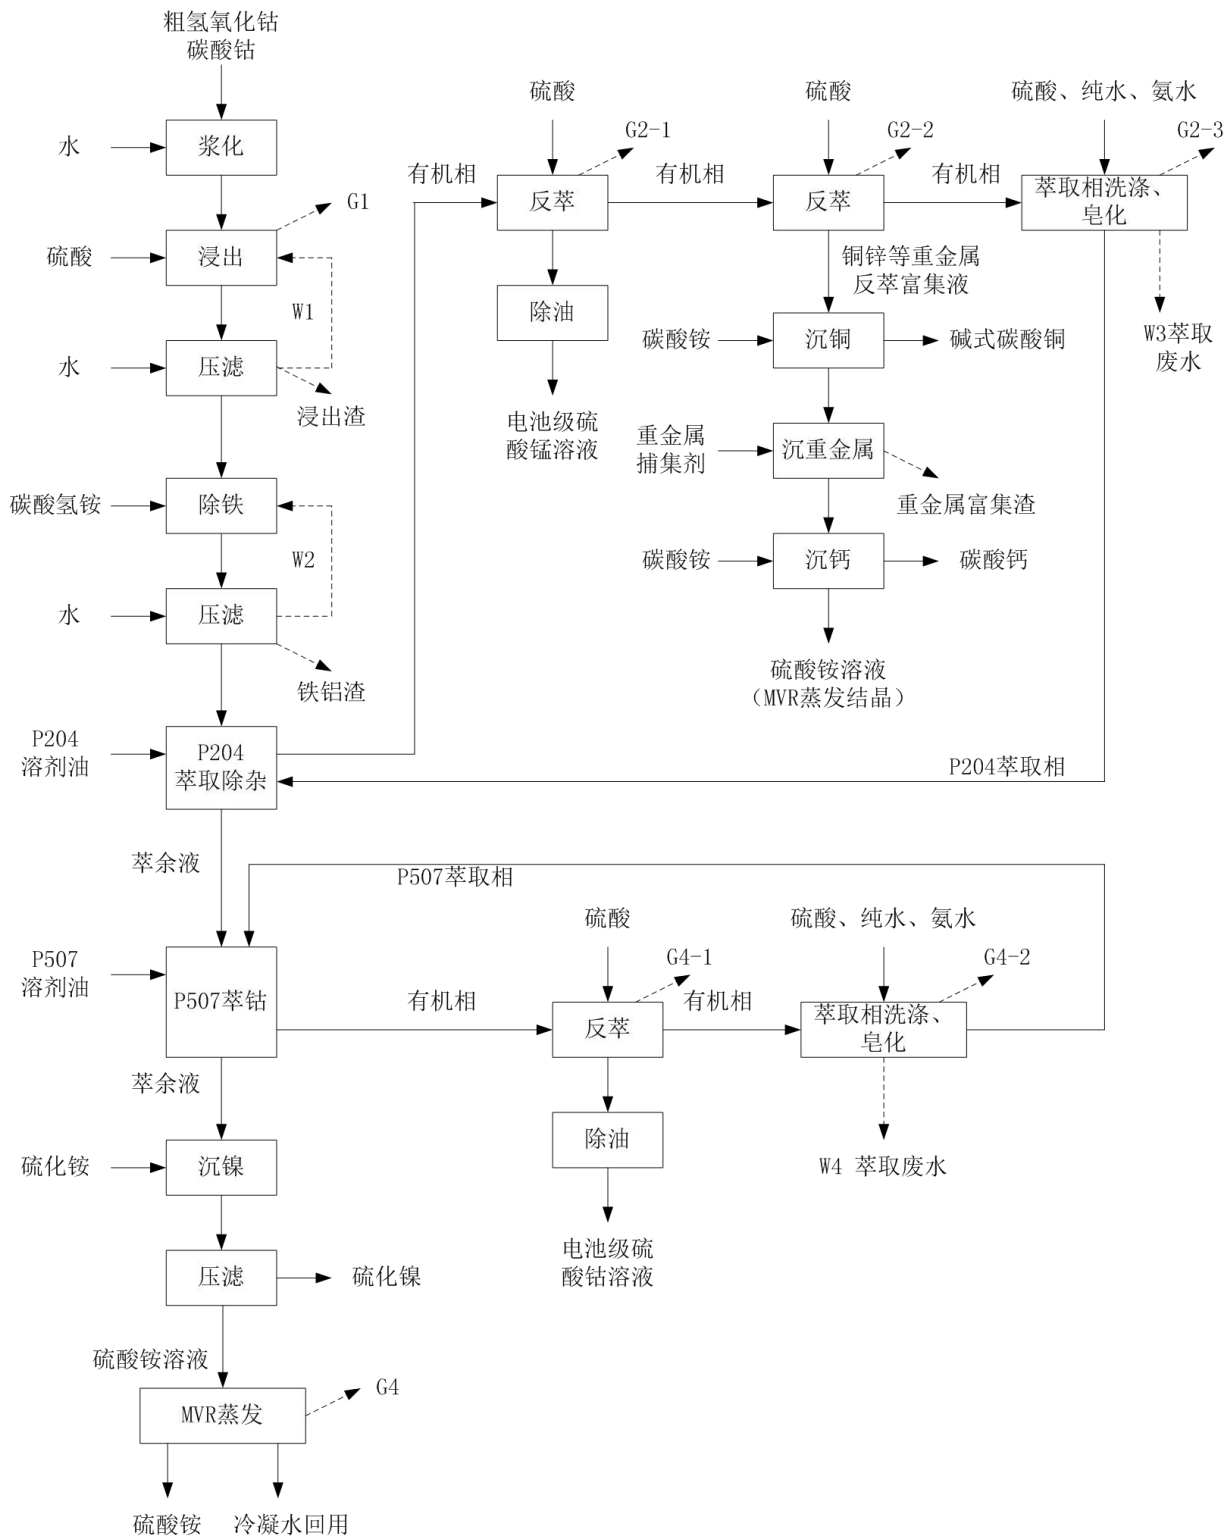 粗氢氧化钴
碳酸钴
水
浆化
G1
硫酸
浸出
W1
水
压滤
浸出渣
碳酸氢铵
除铁
W2
水
压滤
铁铝渣
P204
溶剂油
P204
萃取除杂
有机相
硫酸
G2-1
反萃
除油
电池级硫
酸锰溶液
有机相
硫酸
G2-2
反萃
铜锌等重金属
反萃富集液
碳酸铵
沉铜
碱式碳酸铜
重金属
捕集剂
沉重金属
重金属富集渣
碳酸铵
沉钙
碳酸钙
硫酸铵溶液
（MVR蒸发结晶）
有机相
硫酸、纯水、氨水
G2-3
萃取相洗涤、
皂化
W3萃取
废水
P204萃取相
萃余液
P507萃取相
P507
溶剂油
P507萃钴
有机相
硫酸
G4-1
反萃
除油
电池级硫
酸钴溶液
有机相
硫酸、纯水、氨水
G4-2
萃取相洗涤、
皂化
W4 萃取废水
萃余液
硫化铵
沉镍
压滤
硫化镍
硫酸铵溶液
MVR蒸发
G4
硫酸铵
冷凝水回用